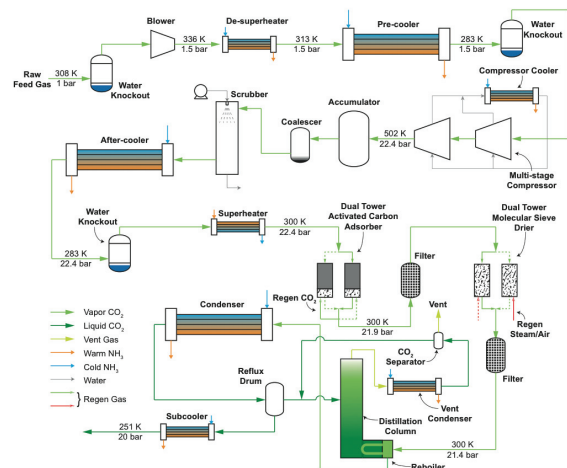 Blower
De-superheater
Pre-cooler
Water
Knockout
336 K
1.5 bar
313 K
1.5 bar
283 K
1.5 bar
Raw
Feed Gas
308 K
1 bar
Water
Knockout
Compressor Cooler
Scrubber
Accumulator
Coalescer
After-cooler
502 K
22.4 bar
Multi-stage
Compressor
Water
Knockout
Superheater
300 K
22.4 bar
Dual Tower
Activated Carbon
Adsorber
Filter
Dual Tower
Molecular Sieve
Drier
283 K
22.4 bar
Regen CO₂
300 K
21.9 bar
Vent
Regen
Steam/Air
Condenser
Vapor CO₂
Liquid CO₂
Vent Gas
Warm NH₃
Cold NH₃
Water
Regen Gas
CO₂
Separator
Filter
Reflux
Drum
Subcooler
Vent
Condenser
Distillation
Column
251 K
20 bar
300 K
21.4 bar
Reboiler